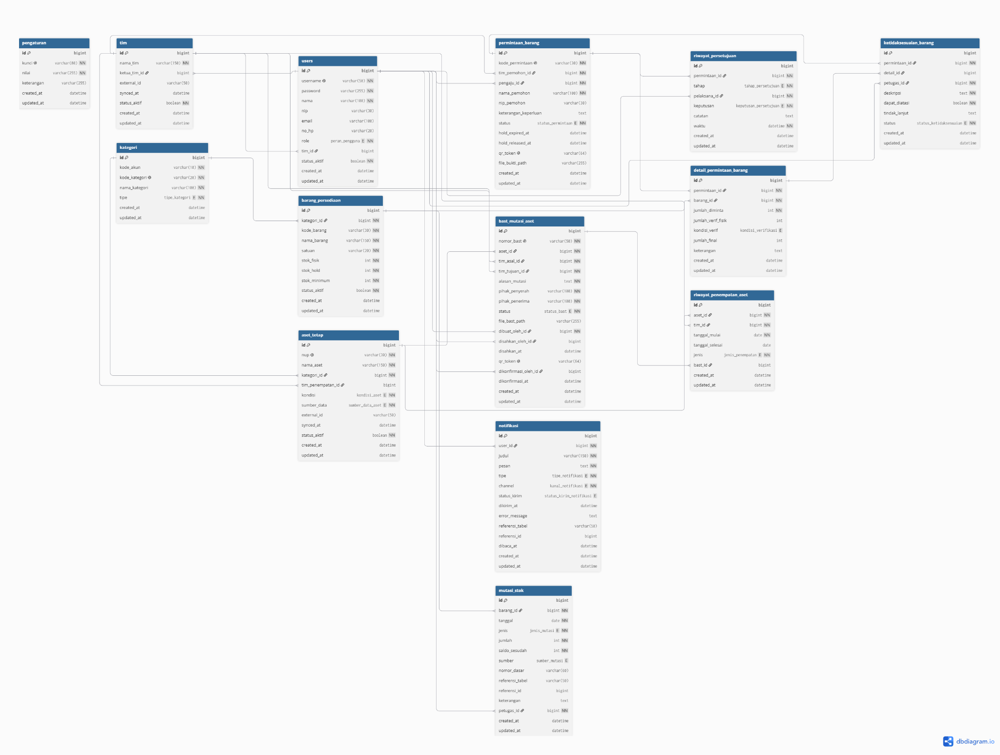 pengaturan
id bigint
kunci varchar(80) NN
nilai varchar(255) NN
keterangan varchar(255)
created_at datetime
updated_at datetime
tim
id bigint
nama_tim varchar(150) NN
ketua_tim_id bigint
external_id varchar(50)
synced_at datetime
status_aktif boolean NN
created_at datetime
updated_at datetime
kategori
id bigint
kode_akun varchar(10) NN
kode_kategori varchar(20) NN
nama_kategori varchar(100) NN
tipe tipe_kategori E NN
created_at datetime
updated_at datetime
users
id bigint
username varchar(50) NN
password varchar(255) NN
nama varchar(100) NN
nip varchar(30)
email varchar(100)
no_hp varchar(20)
role peran_pengguna E NN
tim_id bigint
status_aktif boolean NN
created_at datetime
updated_at datetime
barang_persediaan
id bigint
kategori_id bigint NN
kode_barang varchar(30) NN
nama_barang varchar(150) NN
satuan varchar(20) NN
stok_fisik int NN
stok_hold int NN
stok_minimum int NN
status_aktif boolean NN
created_at datetime
updated_at datetime
aset_tetap
id bigint
nup varchar(30) NN
nama_aset varchar(150) NN
kategori_id bigint NN
tim_penempatan_id bigint
kondisi kondisi_aset E NN
sumber_data sumber_data_aset E NN
external_id varchar(50)
synced_at datetime
status_aktif boolean NN
created_at datetime
updated_at datetime
permintaan_barang
id bigint
kode_permintaan varchar(30) NN
tim_pemohon_id bigint NN
pengaju_id bigint NN
nama_pemohon varchar(100) NN
nip_pemohon varchar(30)
keterangan_keperluan text
status status_permintaan E NN
hold_expired_at datetime
hold_released_at datetime
qr_token varchar(64)
file_bukti_path varchar(255)
created_at datetime
updated_at datetime
bast_mutasi_aset
id bigint
nomor_bast varchar(50) NN
aset_id bigint NN
tim_asal_id bigint NN
tim_tujuan_id bigint NN
alasan_mutasi text NN
pihak_penyerah varchar(100) NN
pihak_penerima varchar(100) NN
status status_bast E NN
file_bast_path varchar(255)
dibuat_oleh_id bigint NN
disahkan_oleh_id bigint
disahkan_at datetime
qr_token varchar(64)
dikonfirmasi_oleh_id bigint
dikonfirmasi_at datetime
created_at datetime
updated_at datetime
notifikasi
id bigint
user_id bigint NN
judul varchar(150) NN
pesan text NN
tipe tipe_notifikasi E NN
channel kanal_notifikasi E NN
status_kirim status_kirim_notifikasi E
dikirim_at datetime
error_message text
referensi_tabel varchar(50)
referensi_id bigint
dibaca_at datetime
created_at datetime
updated_at datetime
mutasi_stok
id bigint
barang_id bigint NN
tanggal date NN
jenis jenis_mutasi E NN
jumlah int NN
saldo_sesudah int NN
sumber sumber_mutasi E
nomor_dasar varchar(60)
referensi_tabel varchar(50)
referensi_id bigint
keterangan text
petugas_id bigint NN
created_at datetime
updated_at datetime
riwayat_persetujuan
id bigint
permintaan_id bigint NN
tahap tahap_persetujuan E NN
pelaksana_id bigint NN
keputusan keputusan_persetujuan E NN
catatan text
waktu datetime NN
created_at datetime
updated_at datetime
detail_permintaan_barang
id bigint
permintaan_id bigint NN
barang_id bigint NN
jumlah_diminta int NN
jumlah_verif_fisik int
kondisi_verif kondisi_verifikasi E
jumlah_final int
keterangan text
created_at datetime
updated_at datetime
riwayat_penempatan_aset
id bigint
aset_id bigint NN
tim_id bigint NN
tanggal_mulai date NN
tanggal_selesai date
jenis jenis_penempatan E NN
bast_id bigint
created_at datetime
updated_at datetime
ketidaksesuaian_barang
id bigint
permintaan_id bigint NN
detail_id bigint
petugas_id bigint NN
deskripsi text NN
dapat_diatasi boolean NN
tindak_lanjut text
status status_ketidaksesuaian E NN
created_at datetime
updated_at datetime
dbdiagram.io